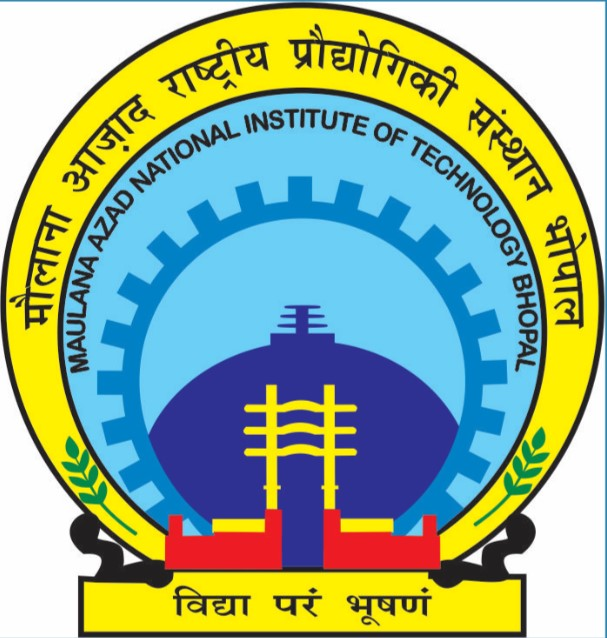 मौलाना आज़ाद राष्ट्रीय प्रौद्योगिकी संस्थान भोपाल
MAULANA AZAD NATIONAL INSTITUTE OF TECHNOLOGY BHOPAL
विद्या परं भूषणं